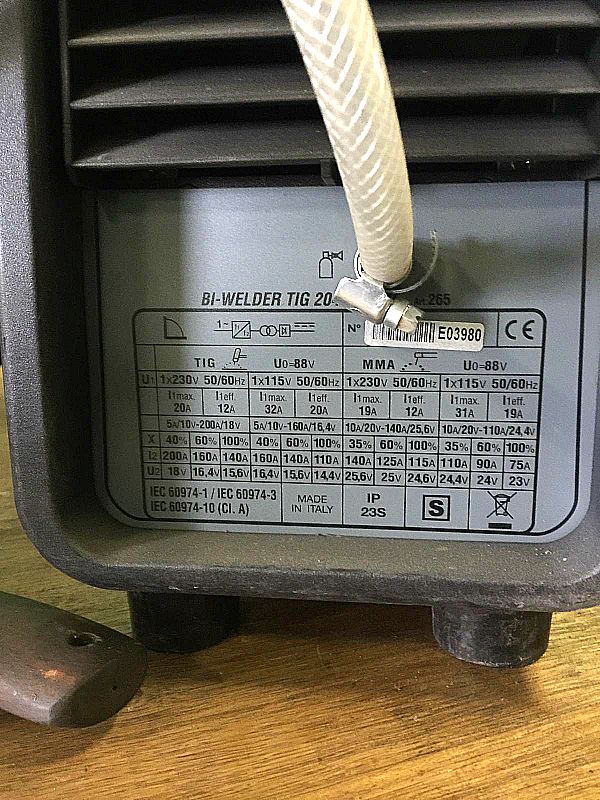 BI-WELDER TIG 20 Art. 265
1~ Nº E03980 CE
TIG U0=88V MMA U0=88V
U1 1x230V 50/60Hz 1x115V 50/60Hz 1x230V 50/60Hz 1x115V 50/60Hz
I1max. I1eff. I1max. I1eff. I1max. I1eff. I1max. I1eff.
20A 12A 32A 20A 19A 12A 31A 19A
5A/10V-200A/18V 5A/10V-160A/16,4V 10A/20V-140A/25,6V 10A/20V-110A/24,4V
X 40% 60% 100% 40% 60% 100% 35% 60% 100% 35% 60% 100%
I2 200A 160A 140A 160A 140A 110A 140A 125A 115A 110A 90A 75A
U2 18V 16,4V 15,6V 16,4V 15,6V 14,4V 25,6V 25V 24,6V 24,4V 24V 23V
IEC 60974-1 / IEC 60974-3
IEC 60974-10 (Cl. A)
MADE
IN ITALY
IP
23S
S